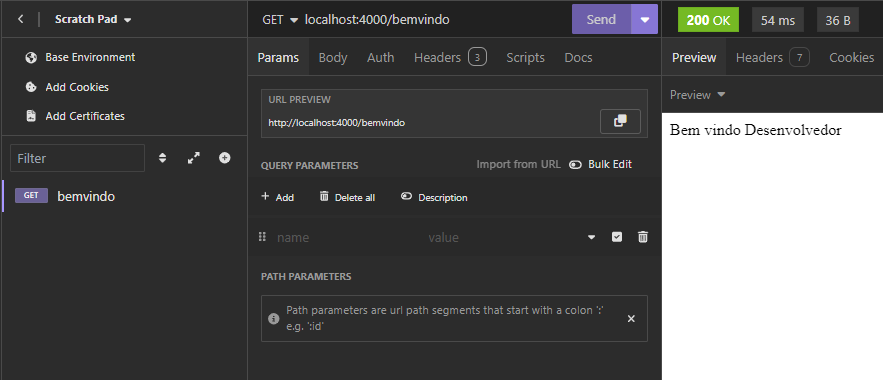 Scratch Pad
Base Environment
Add Cookies
Add Certificates
Filter
GET bemvindo
GET localhost:4000/bemvindo Send
Params Body Auth Headers 3 Scripts Docs
URL PREVIEW
http://localhost:4000/bemvindo
QUERY PARAMETERS Import from URL Bulk Edit
Add Delete all Description
name value
PATH PARAMETERS
Path parameters are url path segments that start with a colon ':'
e.g. ':id'
200 OK 54 ms 36 B
Preview Headers 7 Cookies
Preview
Bem vindo Desenvolvedor